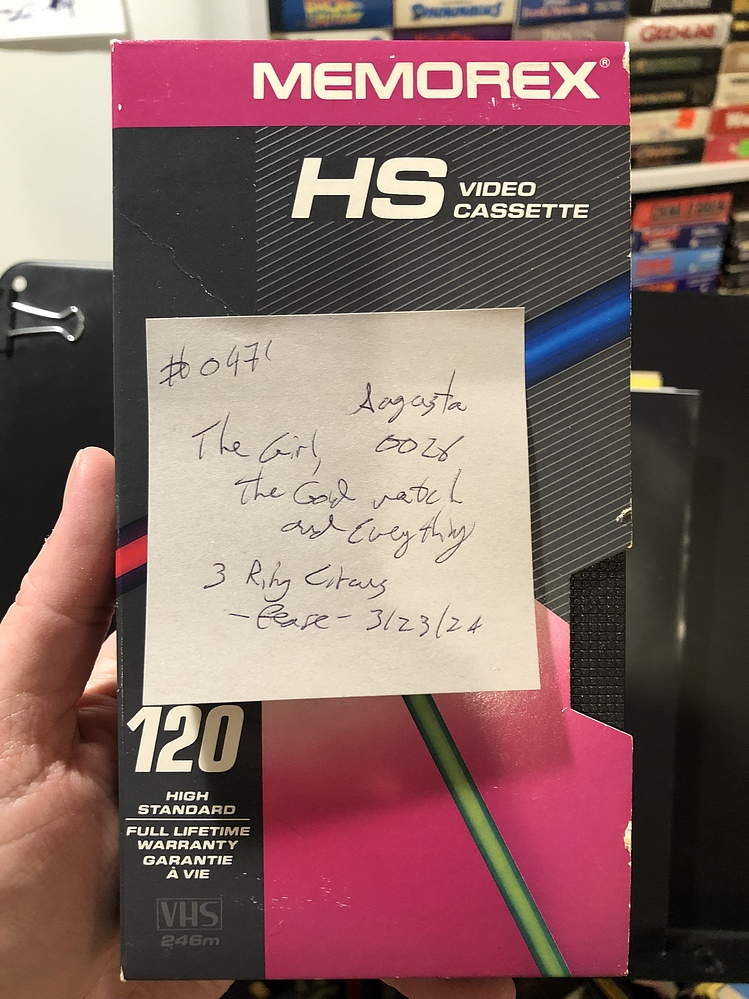 MEMOREX®
HS VIDEO CASSETTE
#0471
Augusta
The Girl, 0026
the Gold watch
and Everything
3 Ring Circus
3/23/24
120
HIGH
STANDARD
FULL LIFETIME
WARRANTY
GARANTIE
À VIE
VHS
246m
GREMLINS